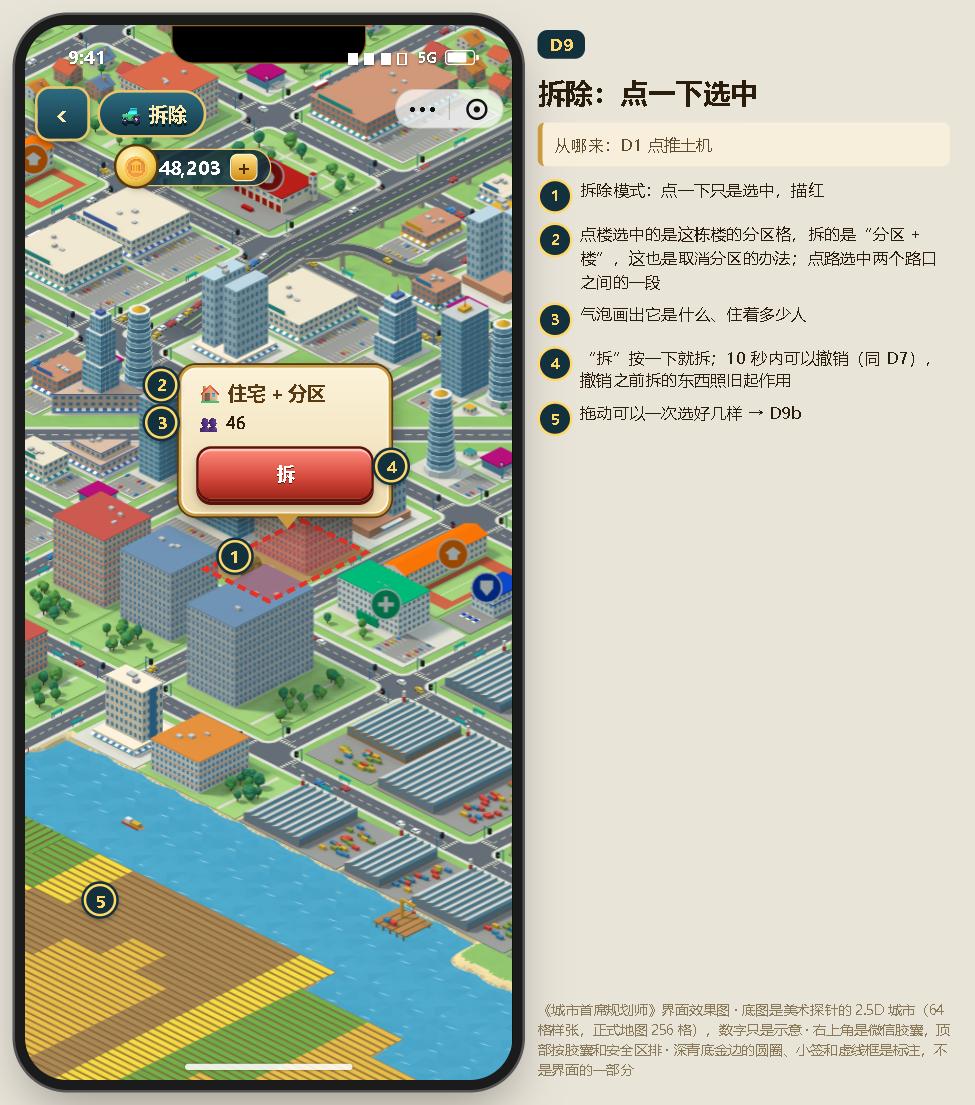 9:41
5G
拆除
48,203
住宅 + 分区
46
拆
1
2
3
4
5
D9
拆除：点一下选中
从哪来：D1 点推土机
1 拆除模式：点一下只是选中，描红
2 点楼选中的是这栋楼的分区格，拆的是“分区 +
楼”，这也是取消分区的办法；点路选中两个路口
之间的一段
3 气泡画出它是什么、住着多少人
4 “拆”按一下就拆；10 秒内可以撤销（同 D7），
撤销之前拆的东西照旧起作用
5 拖动可以一次选好几样 → D9b
《城市首席规划师》界面效果图 · 底图是美术探针的 2.5D 城市（64
格样张，正式地图 256 格），数字只是示意 · 右上角是微信胶囊，顶
部按胶囊和安全区排 · 深青底金边的圆圈、小签和虚线框是标注，不
是界面的一部分